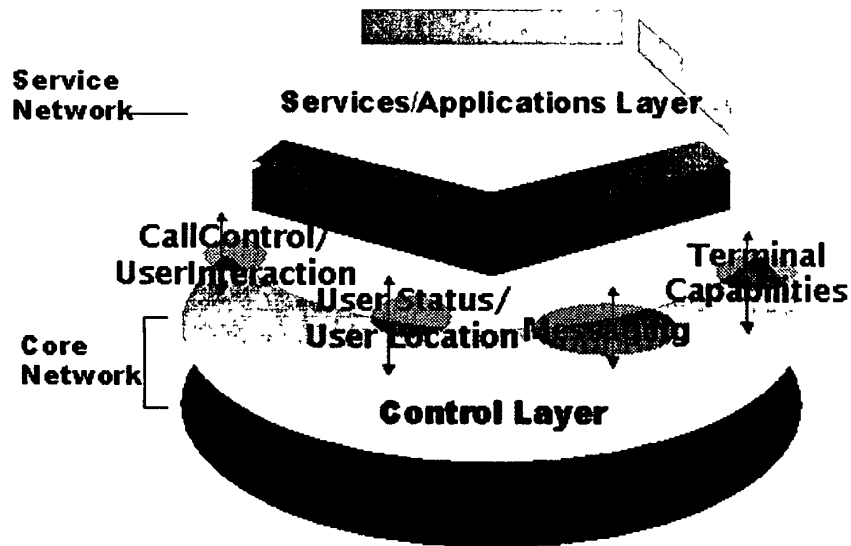 Service
Network
Services/Applications Layer
CallControl/
UserInteraction
User Status/
User Location
Messaging
Terminal
Capabilities
Core
Network
Control Layer